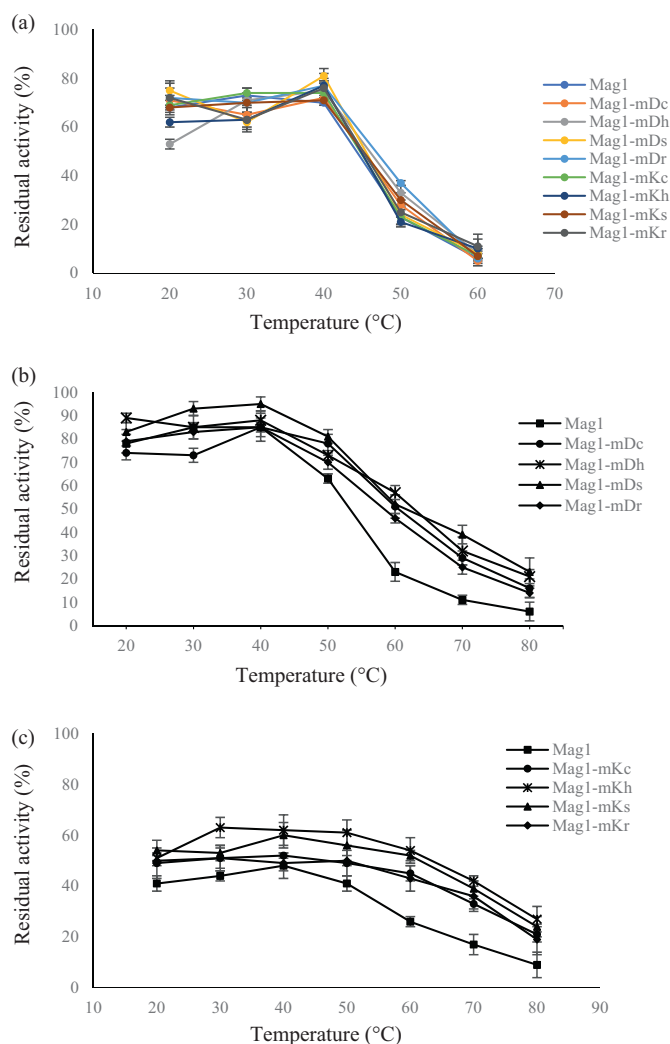 (a)
100
80
60
40
20
0
10 20 30 40 50 60 70
Residual activity (%)
Temperature (°C)
Mag1
Mag1-mDc
Mag1-mDh
Mag1-mDs
Mag1-mDr
Mag1-mKc
Mag1-mKh
Mag1-mKs
Mag1-mKr
(b)
100
90
80
70
60
50
40
30
20
10
0
20 30 40 50 60 70 80
Residual activity (%)
Temperature (°C)
Mag1
Mag1-mDc
Mag1-mDh
Mag1-mDs
Mag1-mDr
(c)
100
80
60
40
20
0
10 20 30 40 50 60 70 80 90
Residual activity (%)
Temperature (°C)
Mag1
Mag1-mKc
Mag1-mKh
Mag1-mKs
Mag1-mKr